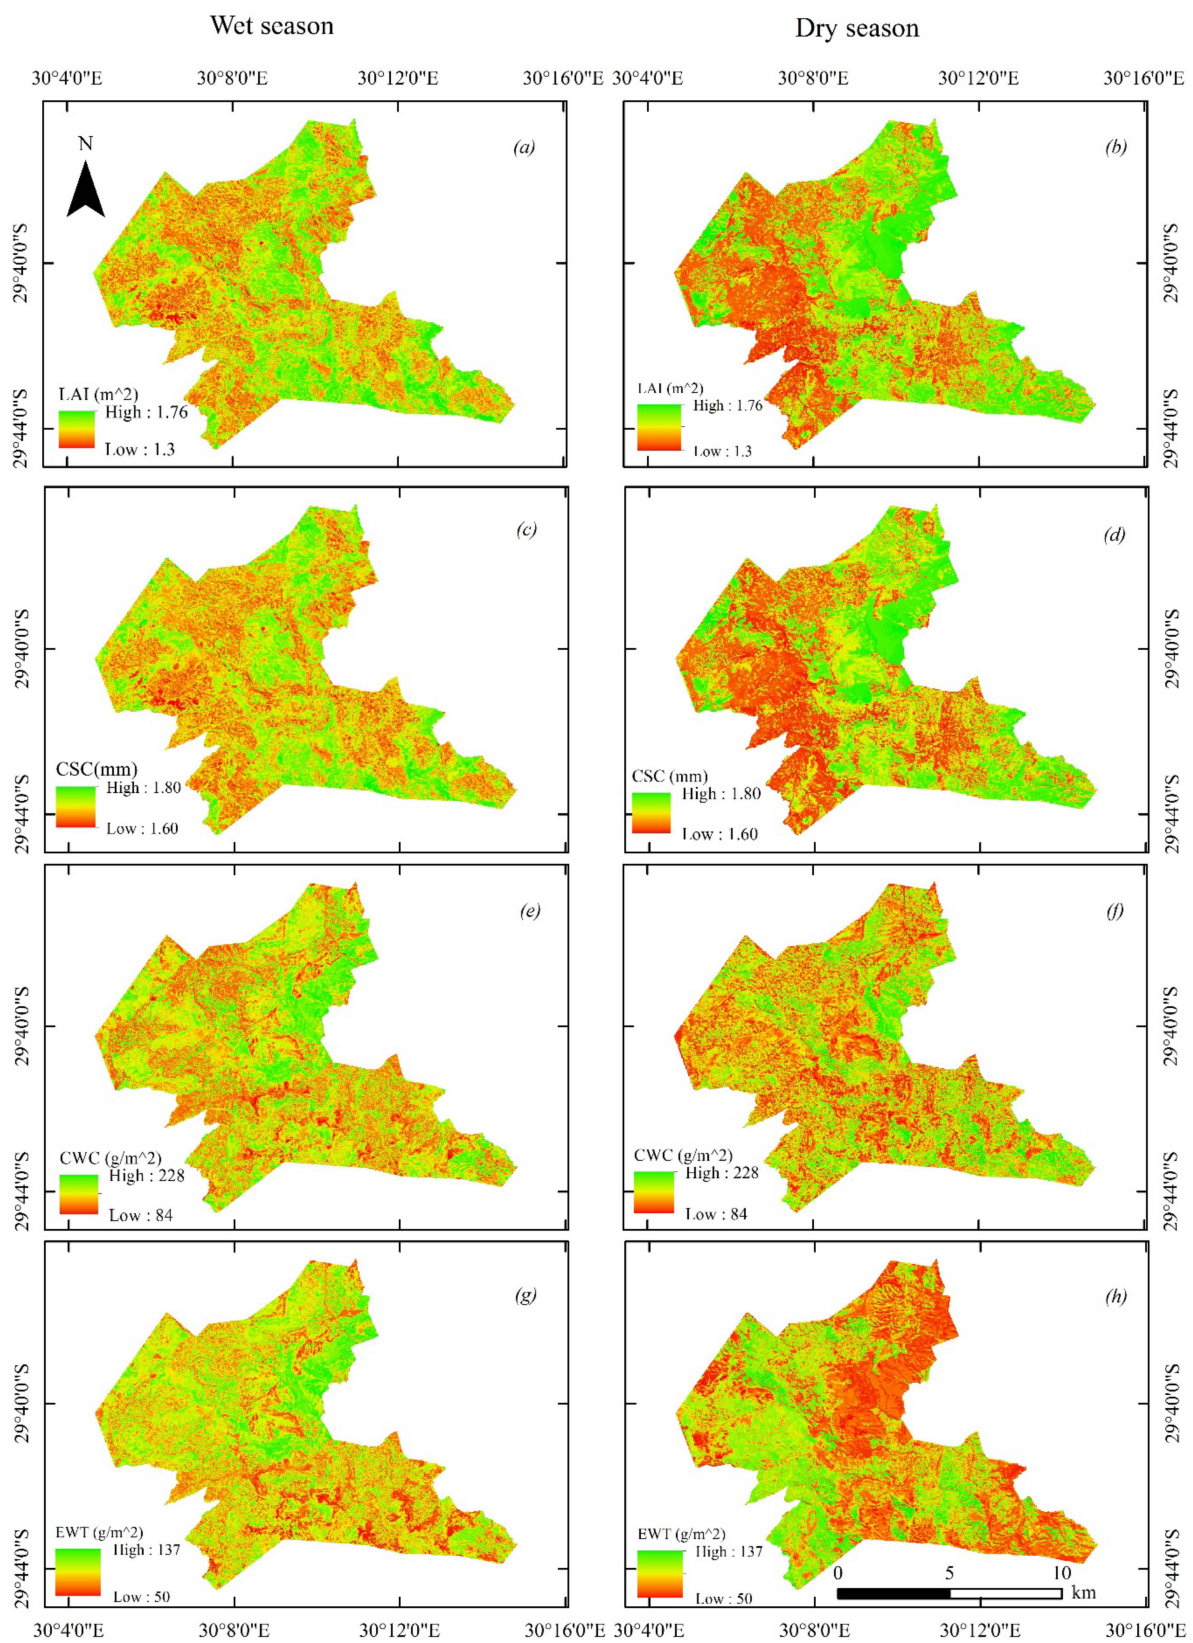 Wet season
Dry season
30°4'0"E 30°8'0"E 30°12'0"E 30°16'0"E
30°4'0"E 30°8'0"E 30°12'0"E 30°16'0"E
N
(a)
29°40'0"S
29°44'0"S
LAI (m^2)
High : 1.76
Low : 1.3
(b)
29°40'0"S
29°44'0"S
LAI (m^2)
High : 1.76
Low : 1.3
(c)
29°40'0"S
29°44'0"S
CSC(mm)
High : 1.80
Low : 1.60
(d)
29°40'0"S
29°44'0"S
CSC (mm)
High : 1.80
Low : 1.60
(e)
29°40'0"S
29°44'0"S
CWC (g/m^2)
High : 228
Low : 84
(f)
29°40'0"S
29°44'0"S
CWC (g/m^2)
High : 228
Low : 84
(g)
29°40'0"S
29°44'0"S
EWT (g/m^2)
High : 137
Low : 50
(h)
29°40'0"S
29°44'0"S
EWT (g/m^2)
High : 137
Low : 50
0 5 10
km
30°4'0"E 30°8'0"E 30°12'0"E 30°16'0"E
30°4'0"E 30°8'0"E 30°12'0"E 30°16'0"E